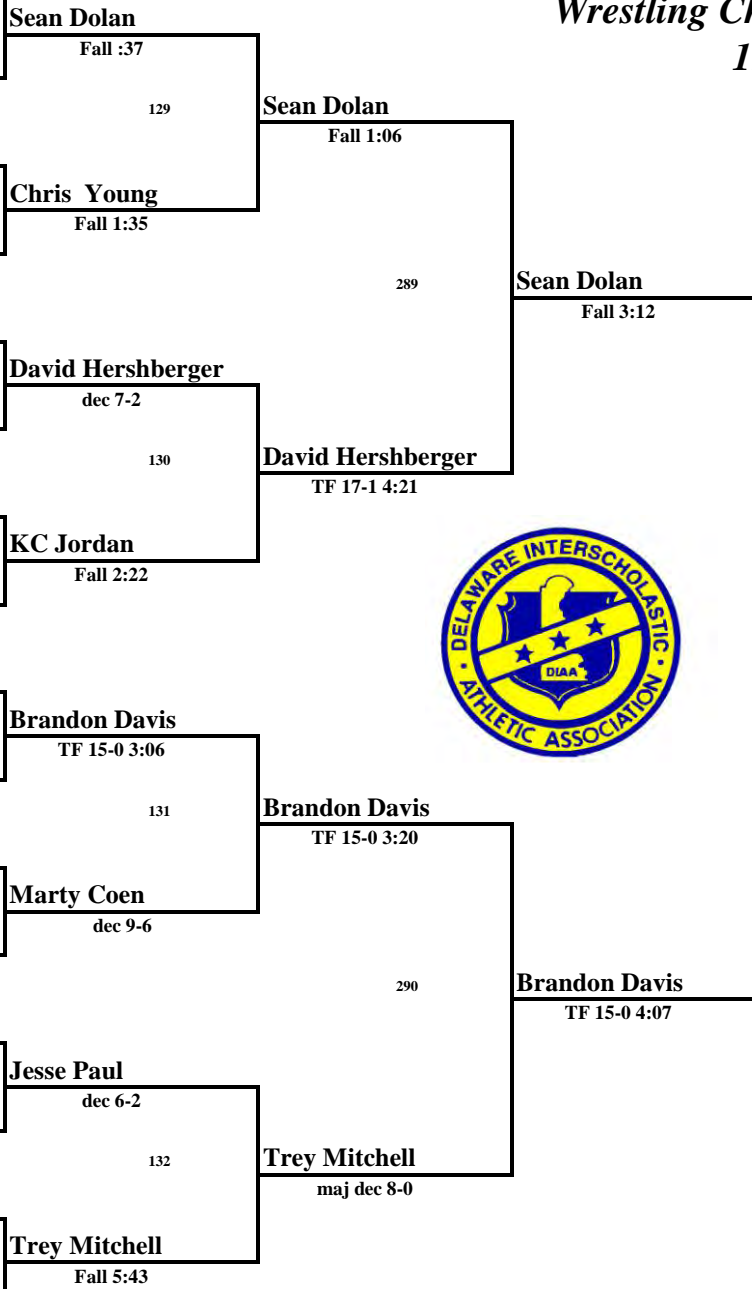 Wrestling Ch
1
Sean Dolan
Fall :37
129
Sean Dolan
Fall 1:06
Chris Young
Fall 1:35
289
Sean Dolan
Fall 3:12
David Hershberger
dec 7-2
130
David Hershberger
TF 17-1 4:21
KC Jordan
Fall 2:22
DELAWARE INTERSCHOLASTIC
DIAA
ATHLETIC ASSOCIATION
Brandon Davis
TF 15-0 3:06
131
Brandon Davis
TF 15-0 3:20
Marty Coen
dec 9-6
290
Brandon Davis
TF 15-0 4:07
Jesse Paul
dec 6-2
132
Trey Mitchell
maj dec 8-0
Trey Mitchell
Fall 5:43